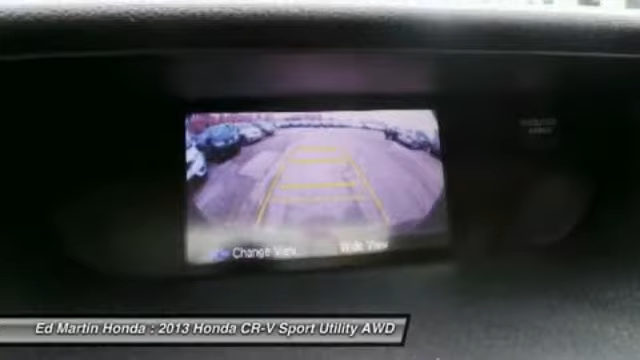 Change View Wide View
Ed Martin Honda : 2013 Honda CR-V Sport Utility AWD